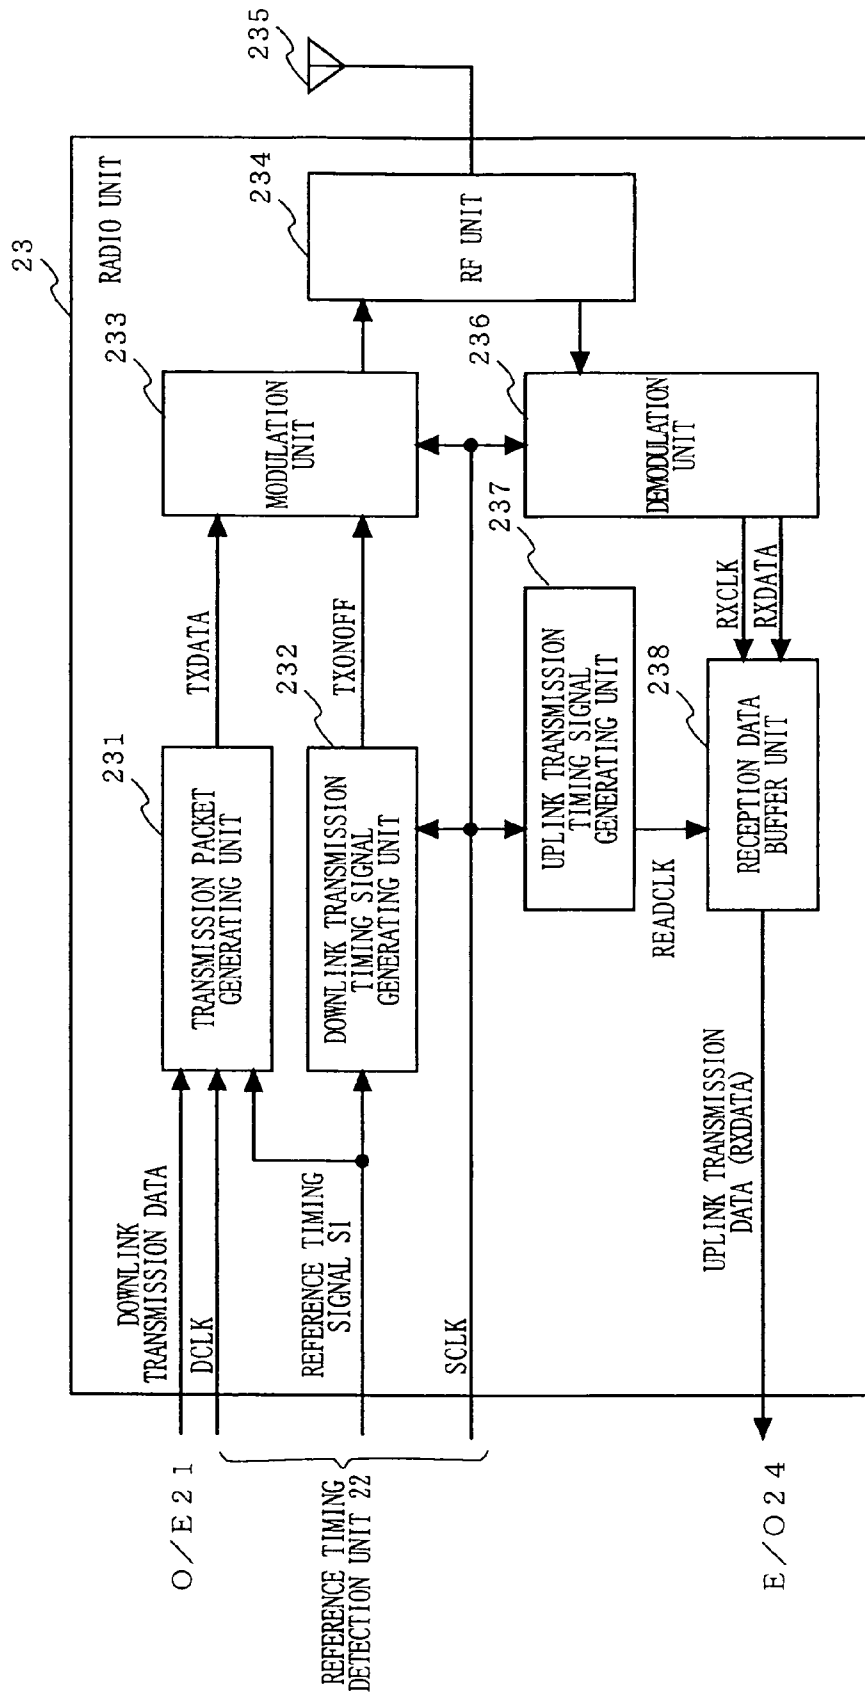 23
RADIO UNIT
235
234
RF UNIT
233
MODULATION
UNIT
236
DEMODULATION
UNIT
TXDATA
TXONOFF
237
UPLINK TRANSMISSION
TIMING SIGNAL
GENERATING UNIT
RXCLK
RXDATA
231
TRANSMISSION PACKET
GENERATING UNIT
232
DOWNLINK TRANSMISSION
TIMING SIGNAL
GENERATING UNIT
READCLK
238
RECEPTION DATA
BUFFER UNIT
DOWNLINK
TRANSMISSION DATA
DCLK
REFERENCE TIMING
SIGNAL S1
SCLK
UPLINK TRANSMISSION
DATA (RXDATA)
O/E21
REFERENCE TIMING
DETECTION UNIT 22
E/O24